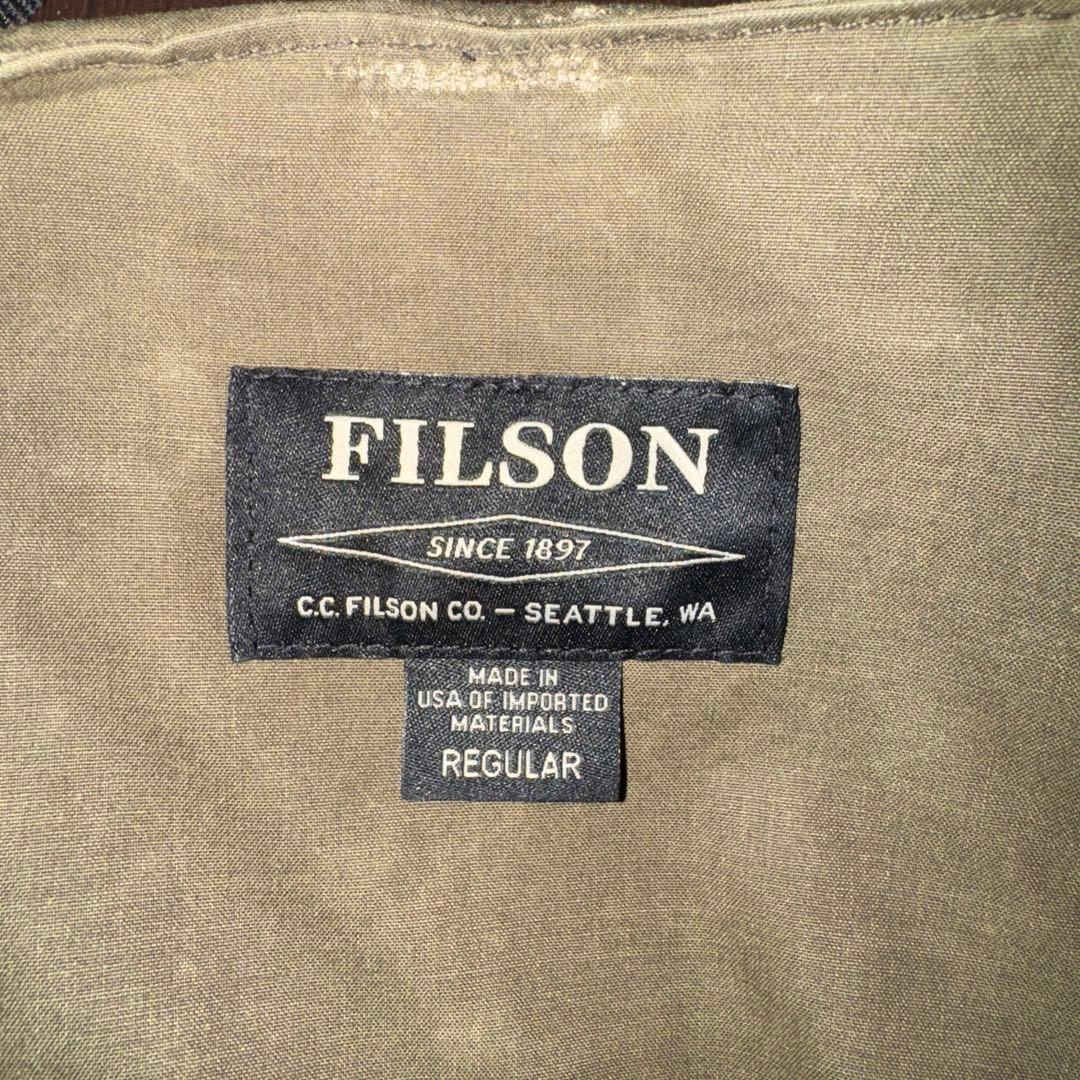 FILSON
SINCE 1897
C.C. FILSON CO. — SEATTLE, WA
MADE IN
USA OF IMPORTED
MATERIALS
REGULAR